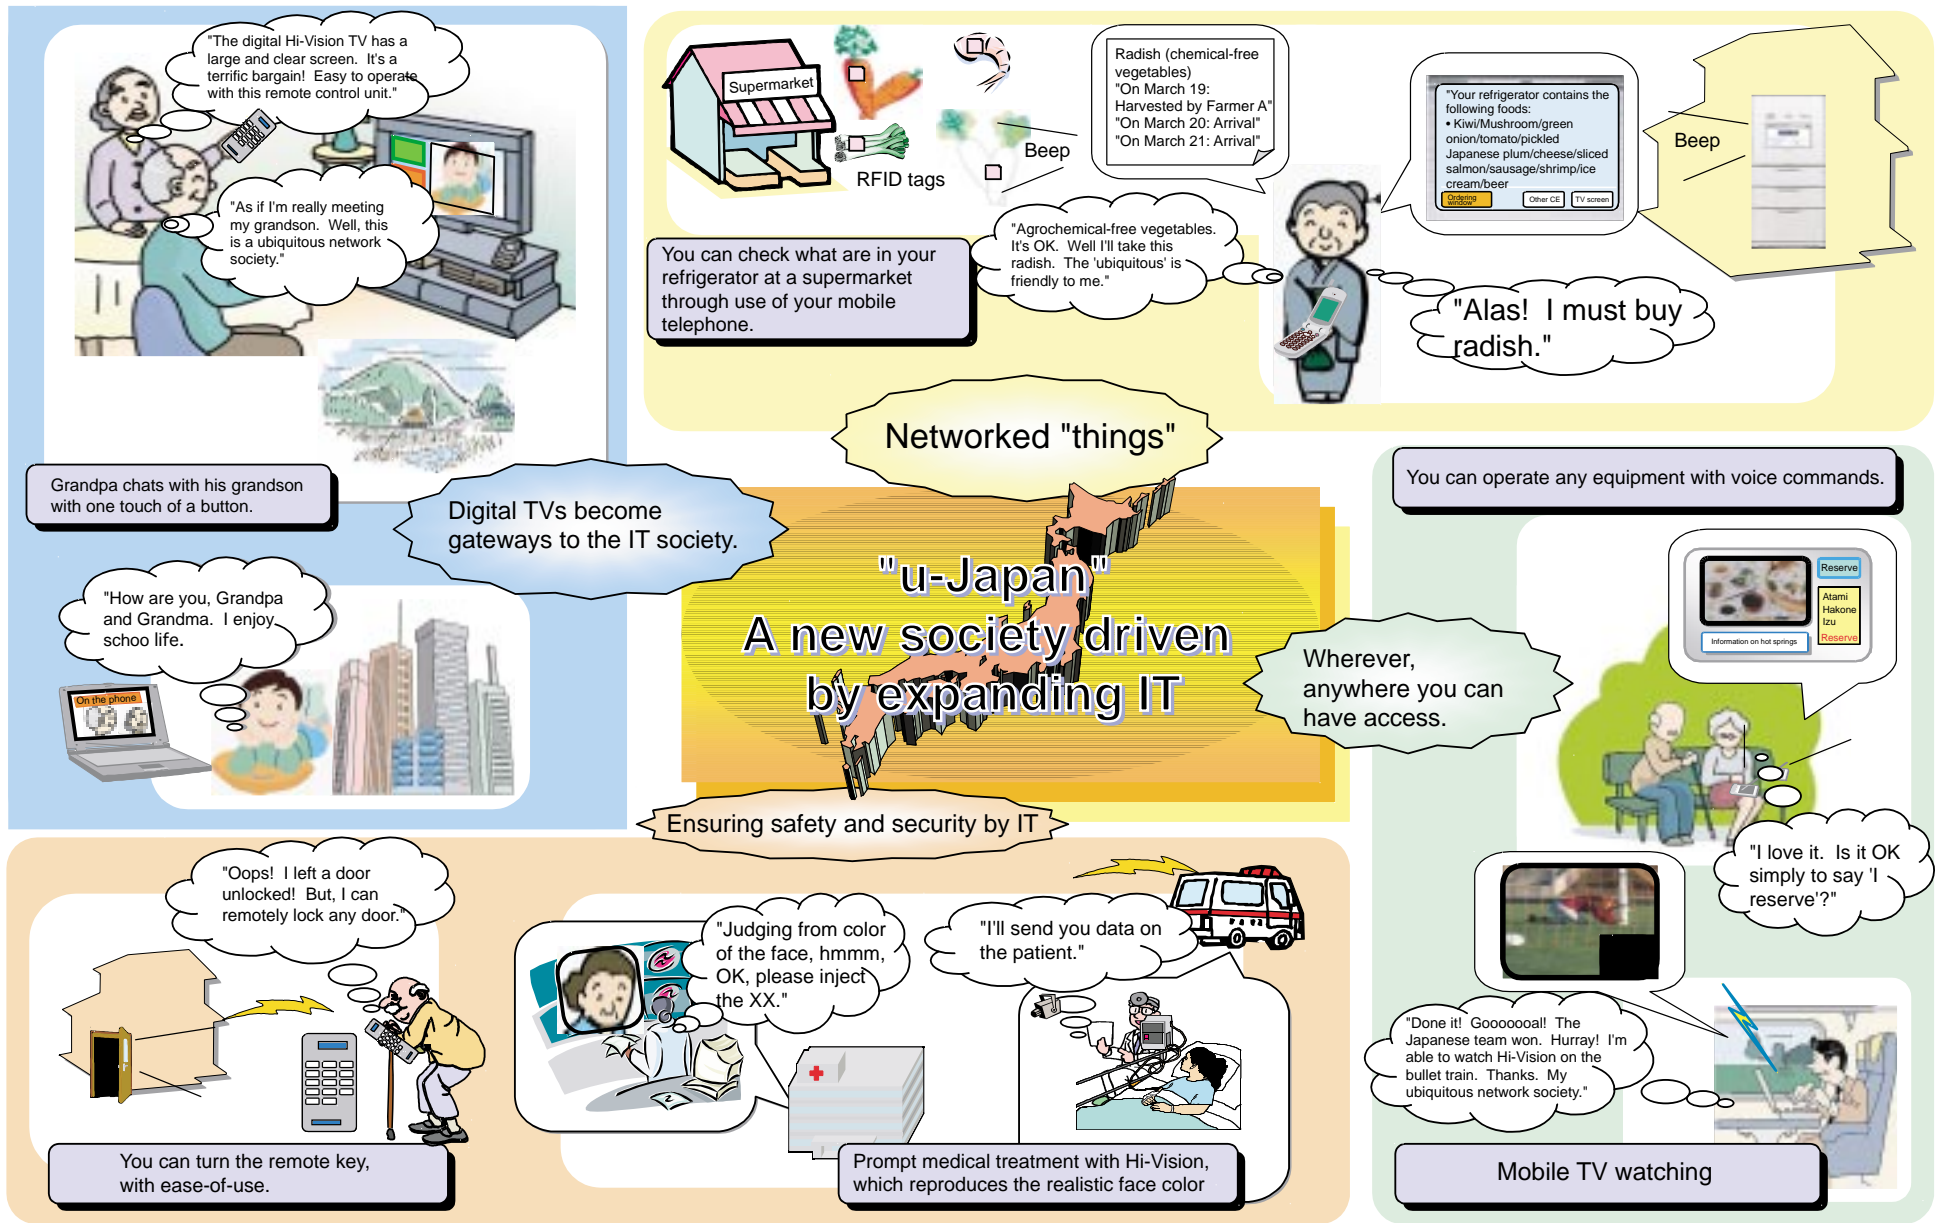 "The digital Hi-Vision TV has a
large and clear screen. It's a
terrific bargain! Easy to operate
with this remote control unit."
"As if I'm really meeting
my grandson. Well, this
is a ubiquitous network
society."
Grandpa chats with his grandson
with one touch of a button.
Digital TVs become
gateways to the IT society.
"How are you, Grandpa
and Grandma. I enjoy
schoo life.
On the phone
Supermarket
RFID tags
Beep
Radish (chemical-free
vegetables)
"On March 19:
Harvested by Farmer A"
"On March 20: Arrival"
"On March 21: Arrival"
"Your refrigerator contains the
following foods:
• Kiwi/Mushroom/green
onion/tomato/pickled
Japanese plum/cheese/sliced
salmon/sausage/shrimp/ice
cream/beer
Ordering
window"
Other CE
TV screen
Beep
You can check what are in your
refrigerator at a supermarket
through use of your mobile
telephone.
"Agrochemical-free vegetables.
It's OK. Well I'll take this
radish. The 'ubiquitous' is
friendly to me."
"Alas! I must buy
radish."
Networked "things"
"u-Japan"
A new society driven
by expanding IT
You can operate any equipment with voice commands.
Reserve
Atami
Hakone
Izu
Reserve
Information on hot springs
Wherever,
anywhere you can
have access.
"I love it. Is it OK
simply to say 'I
reserve'?"
"Done it! Gooooooal! The
Japanese team won. Hurray! I'm
able to watch Hi-Vision on the
bullet train. Thanks. My
ubiquitous network society."
Mobile TV watching
Ensuring safety and security by IT
"Oops! I left a door
unlocked! But, I can
remotely lock any door."
You can turn the remote key,
with ease-of-use.
"Judging from color
of the face, hmmm,
OK, please inject
the XX."
"I'll send you data on
the patient."
Prompt medical treatment with Hi-Vision,
which reproduces the realistic face color